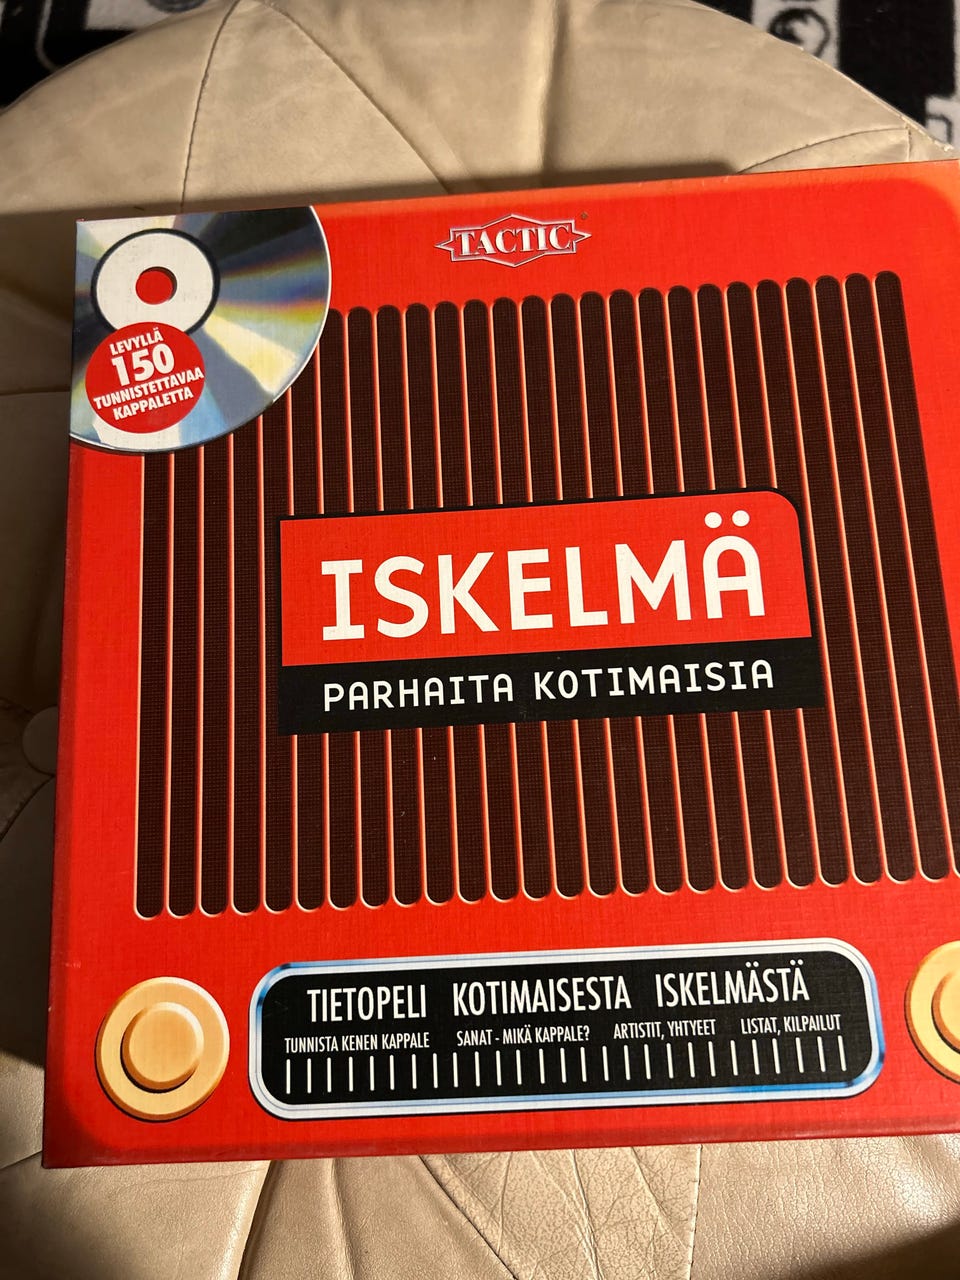 TACTIC
LEVYLLÄ
150
TUNNISTETTAVAA
KAPPALETTA
ISKELMÄ
PARHAITA KOTIMAISIA
TIETOPELI KOTIMAISESTA ISKELMÄSTÄ
TUNNISTA KENEN KAPPALE SANAT - MIKÄ KAPPALE? ARTISTIT, YHTYEET LISTAT, KILPAILUT